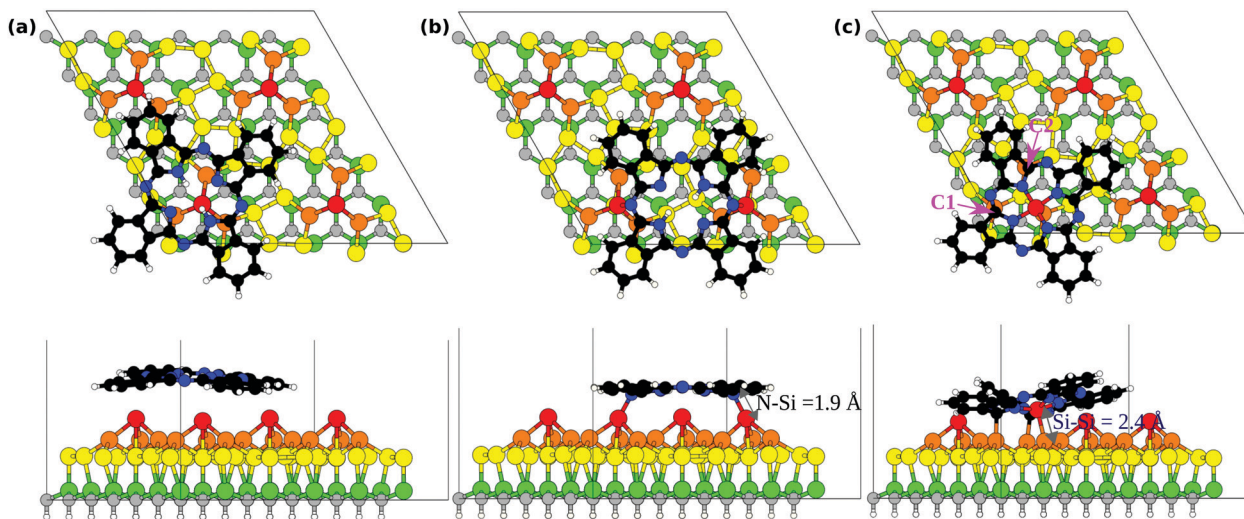 (a)
(b)
(c)
C2
C1
N-Si =1.9 Å
Si-Si = 2.4 Å